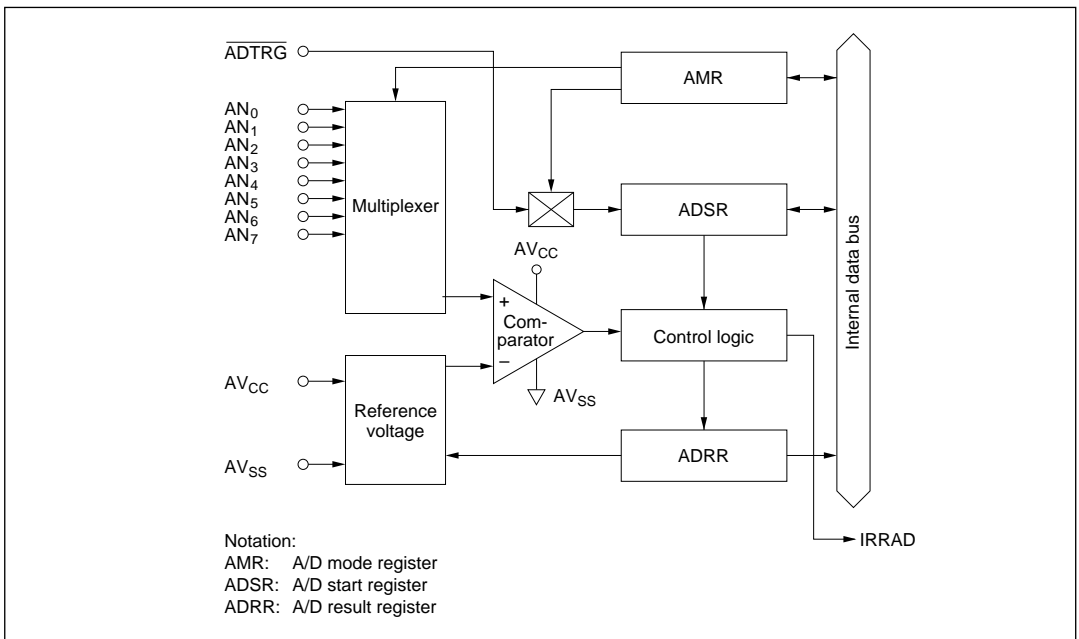 ADTRG
AMR
AN0
AN1
AN2
AN3
AN4
AN5
AN6
AN7
Multiplexer
ADSR
AVCC
+
Com-
parator
−
Control logic
Internal data bus
AVCC
AVSS
Reference
voltage
AVSS
ADRR
IRRAD
Notation:
AMR: A/D mode register
ADSR: A/D start register
ADRR: A/D result register